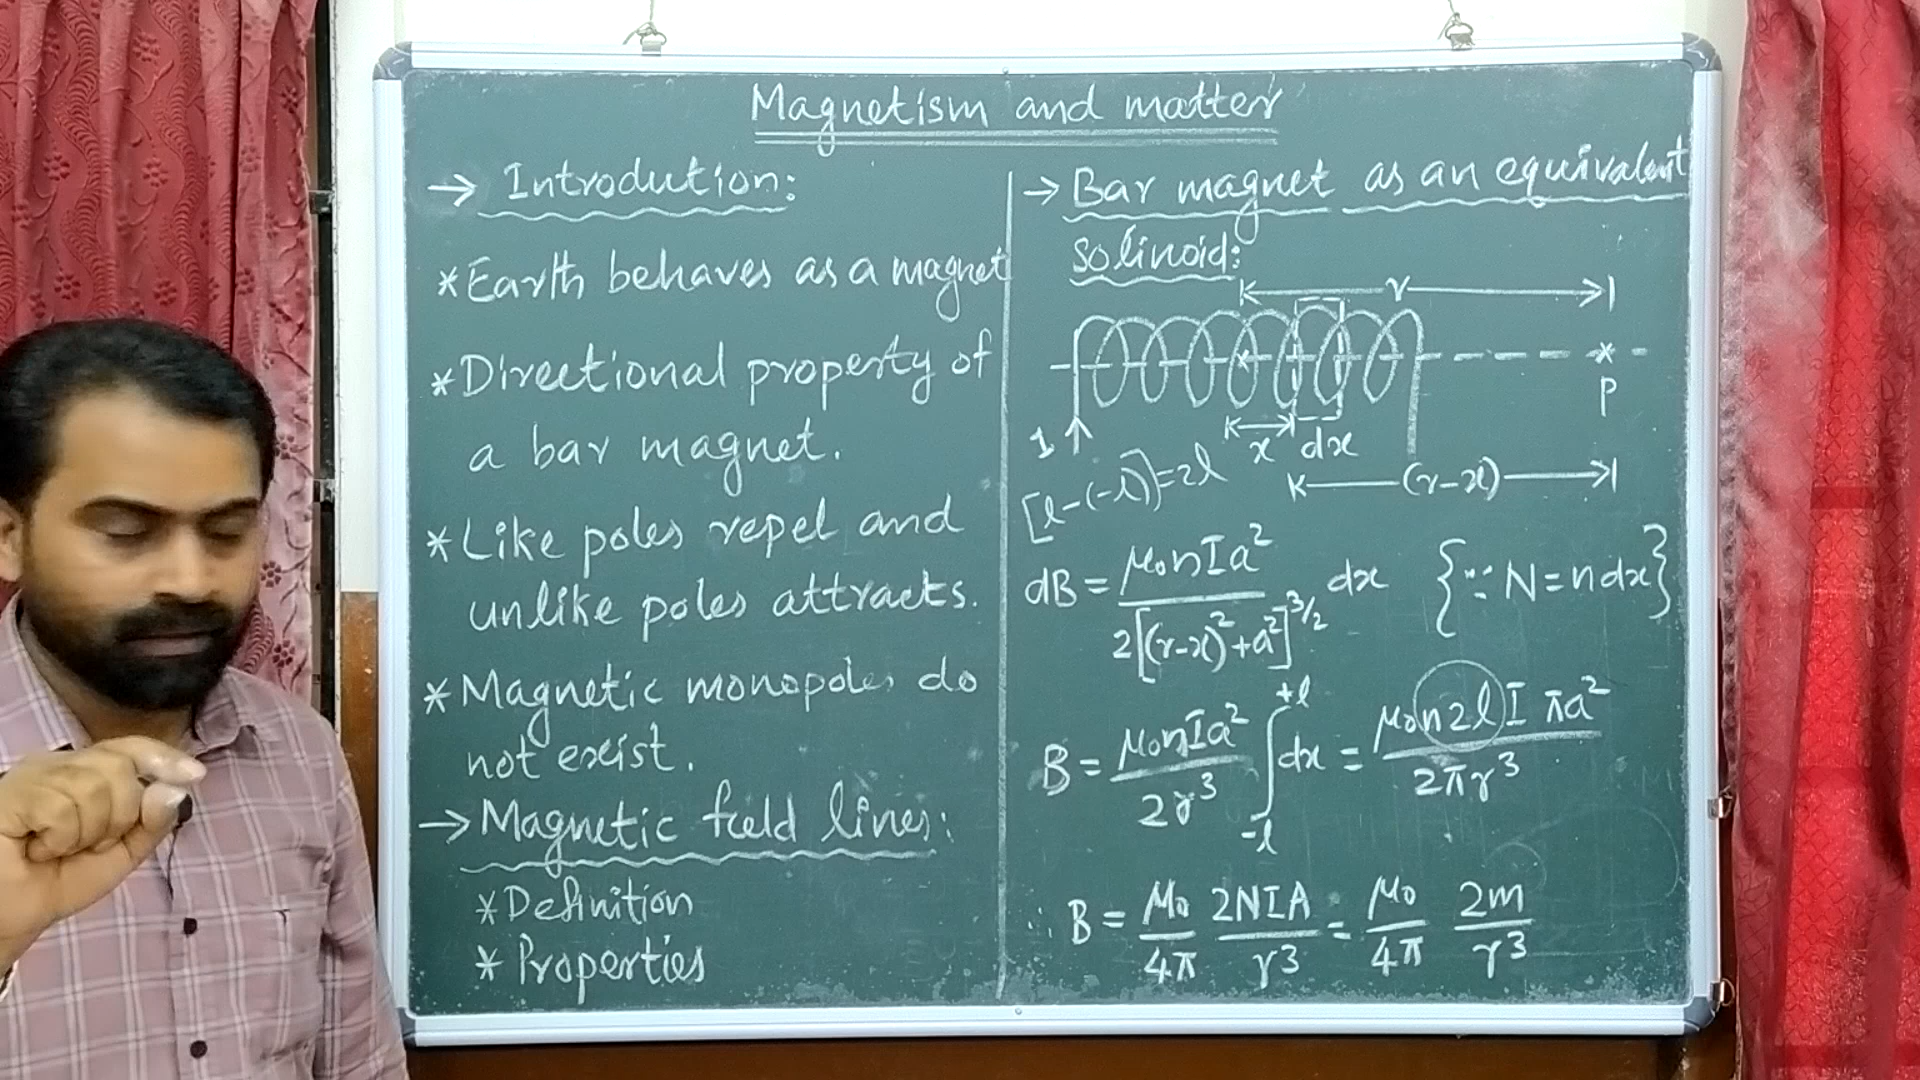 Magnetism and matter
→ Introdution:
* Earth behaves as a magnet
* Directional property of
a bar magnet.
* Like poles repel and
unlike poles attracts.
* Magnetic monopoles do
not exist.
→ Magnetic field lines:
* Definition
* Properties
→ Bar magnet as an equivalent
solinoid:
r
P
I
x dx
(r-x)
[l-(-l)]=2l
dB = μ₀nIa² / 2[(r-x)²+a²]^3/2 dx {∵ N=ndx}
B = μ₀nIa² / 2r³ ∫_{-l}^{+l} dx = μ₀n2lI πa² / 2πr³
∴ B = μ₀/4π 2NIA/r³ = μ₀/4π 2m/r³